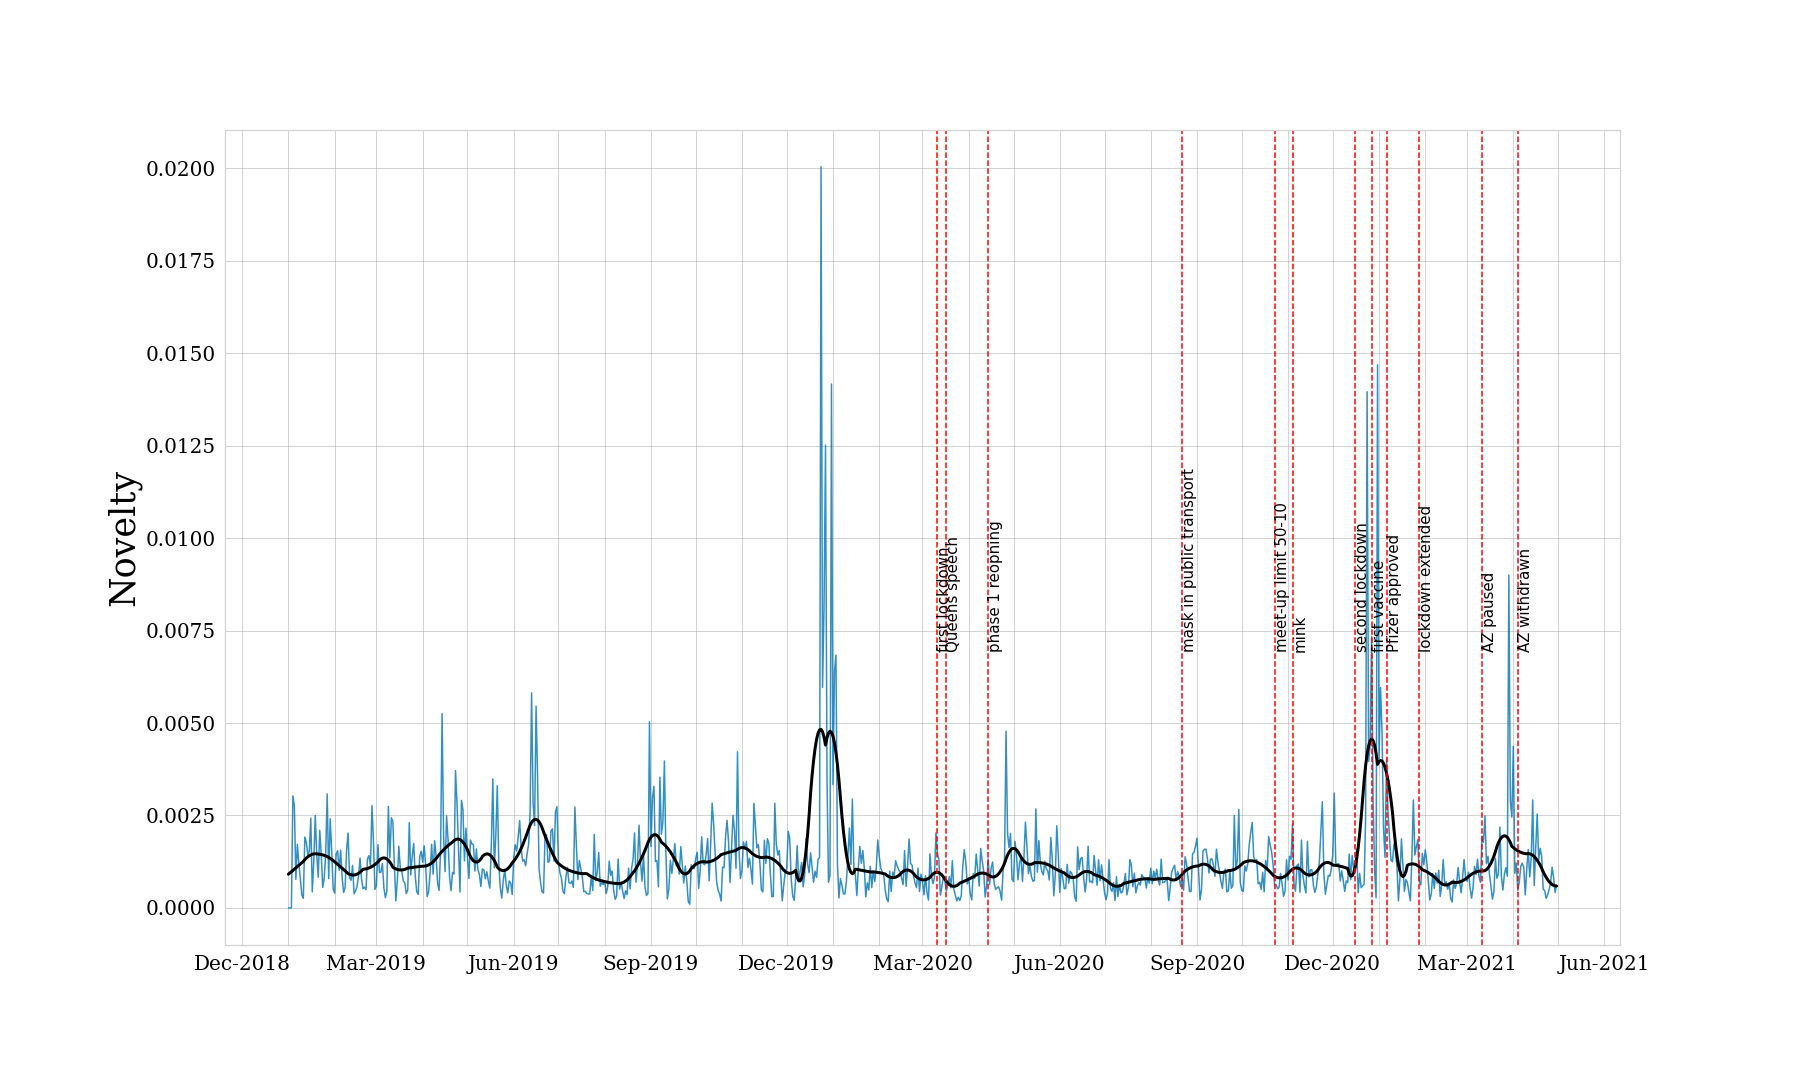 Novelty
0.0200
0.0175
0.0150
0.0125
0.0100
0.0075
0.0050
0.0025
0.0000
first lockdown
Queens speech
phase 1 reopning
mask in public transport
meet-up limit 50-10
mink
second lockdown
first vaccine
Pfizer approved
lockdown extended
AZ paused
AZ withdrawn
Dec-2018 Mar-2019 Jun-2019 Sep-2019 Dec-2019 Mar-2020 Jun-2020 Sep-2020 Dec-2020 Mar-2021 Jun-2021